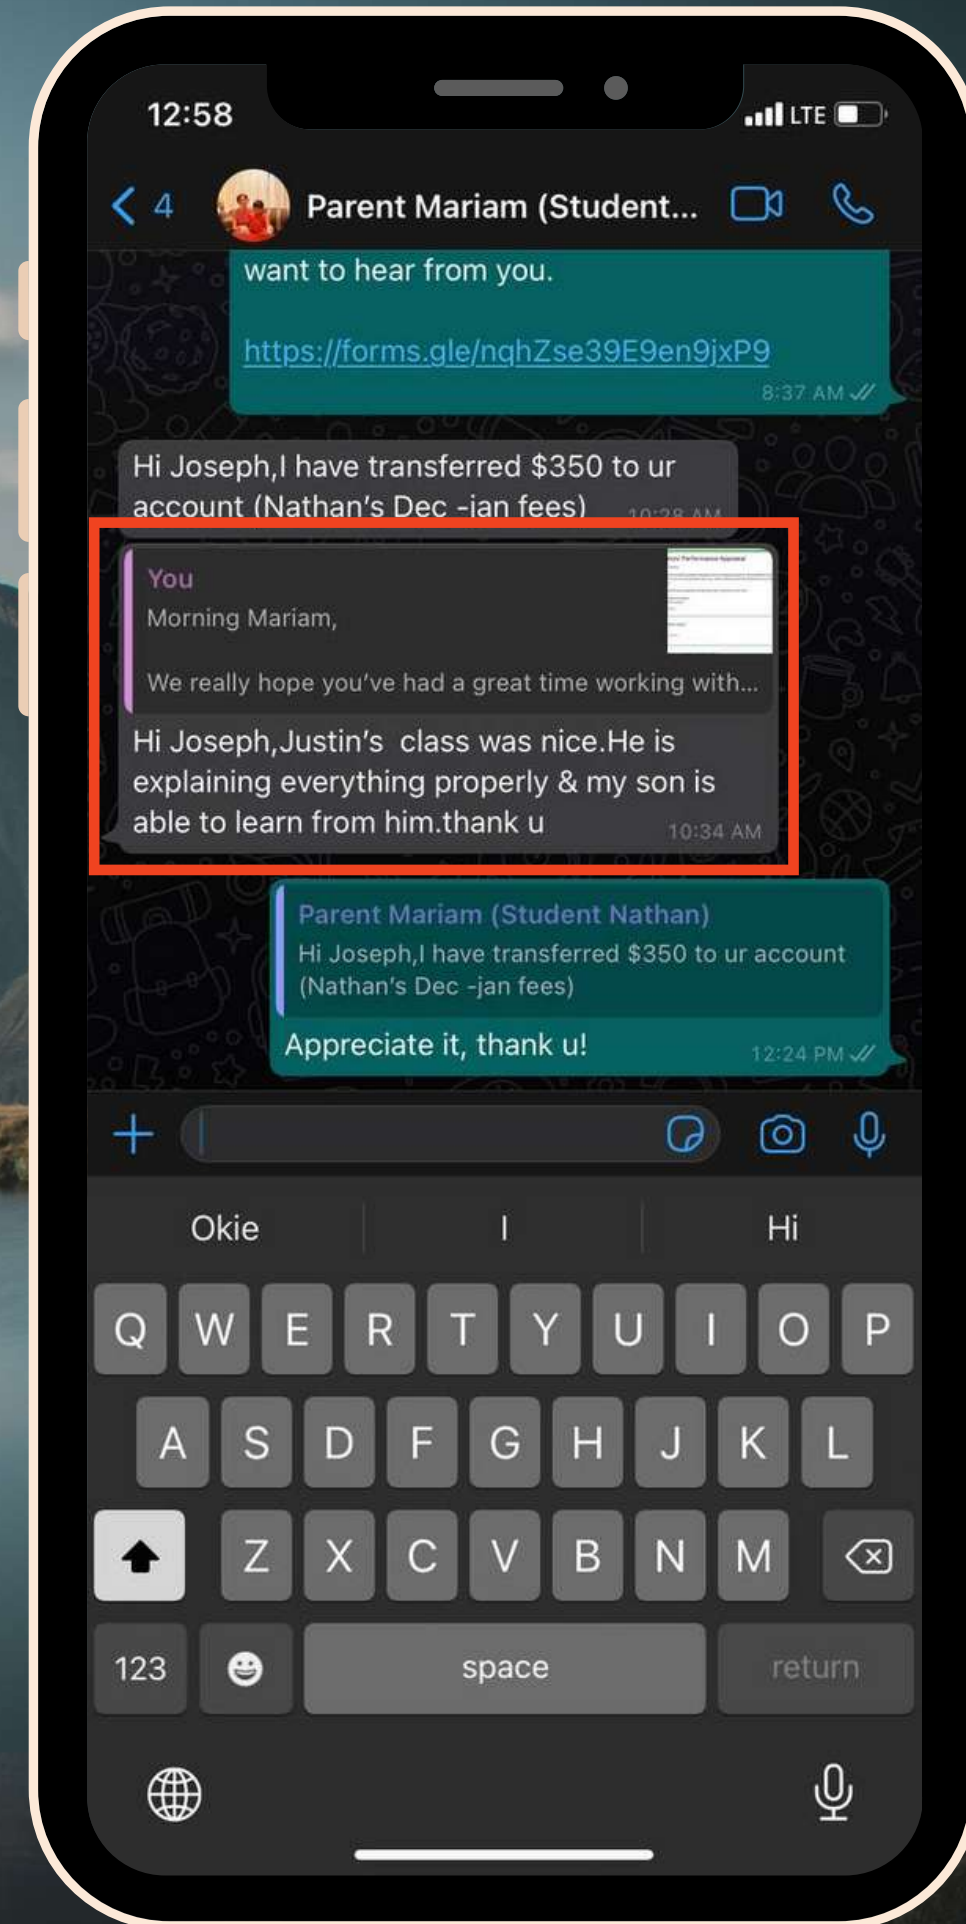 12:58
LTE
4 Parent Mariam (Student...
want to hear from you.
https://forms.gle/nqhZse39E9en9jxP9
8:37 AM
Hi Joseph,I have transferred $350 to ur
account (Nathan's Dec -jan fees) 10:28 AM
You
Morning Mariam,
We really hope you've had a great time working with...
Hi Joseph,Justin's class was nice.He is
explaining everything properly & my son is
able to learn from him.thank u 10:34 AM
Parent Mariam (Student Nathan)
Hi Joseph,I have transferred $350 to ur account
(Nathan's Dec -jan fees)
Appreciate it, thank u! 12:24 PM
Okie I Hi
Q W E R T Y U I O P
A S D F G H J K L
Z X C V B N M
123 space return